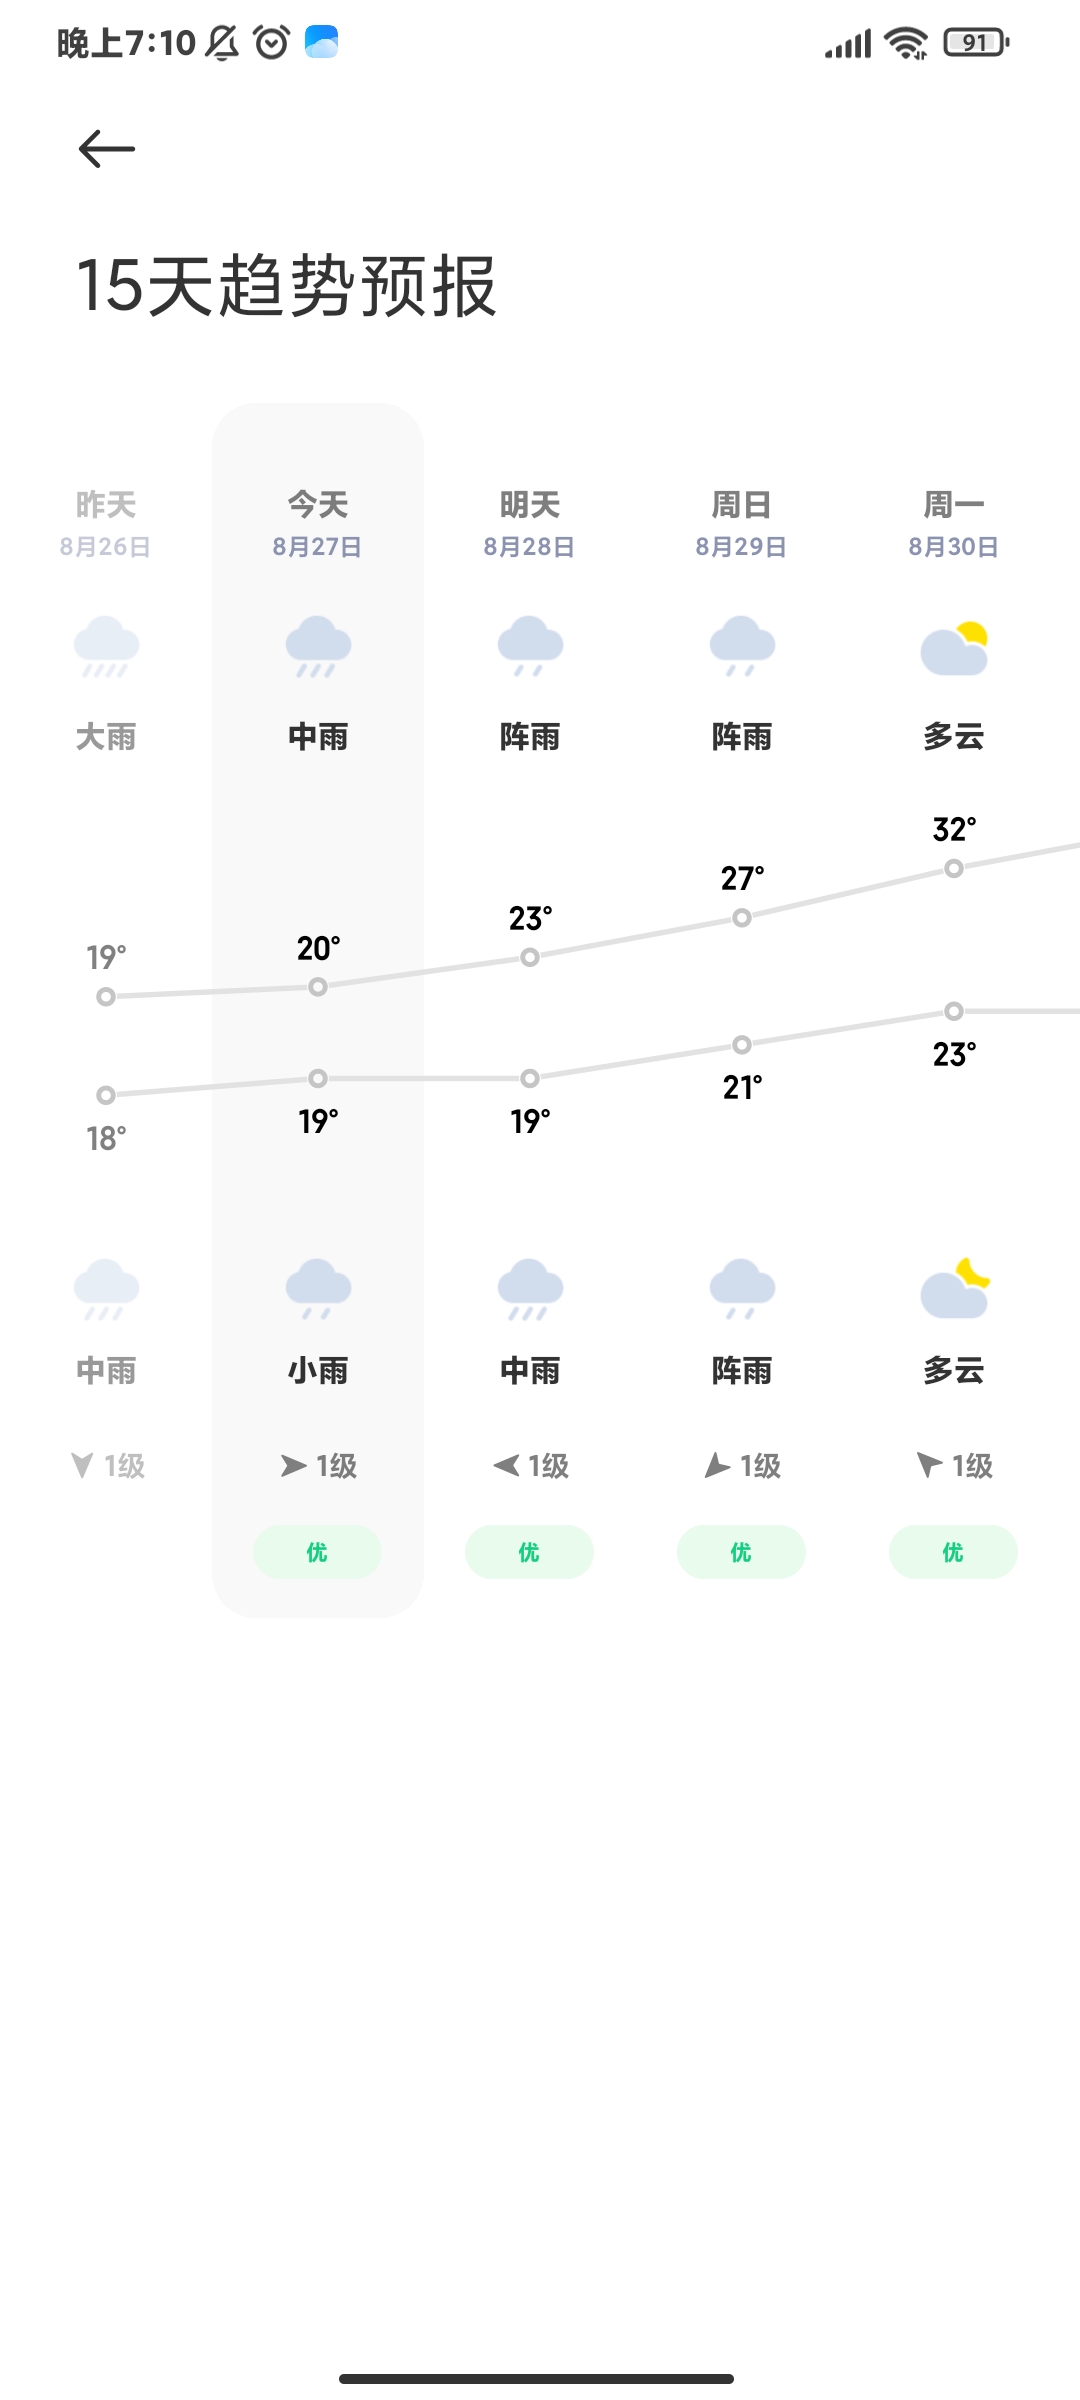 晚上7:10
91
15天趋势预报
昨天 今天 明天 周日 周一
8月26日 8月27日 8月28日 8月29日 8月30日
大雨 中雨 阵雨 阵雨 多云
19° 20° 23° 27° 32°
18° 19° 19° 21° 23°
中雨 小雨 中雨 阵雨 多云
1级 1级 1级 1级 1级
优 优 优 优